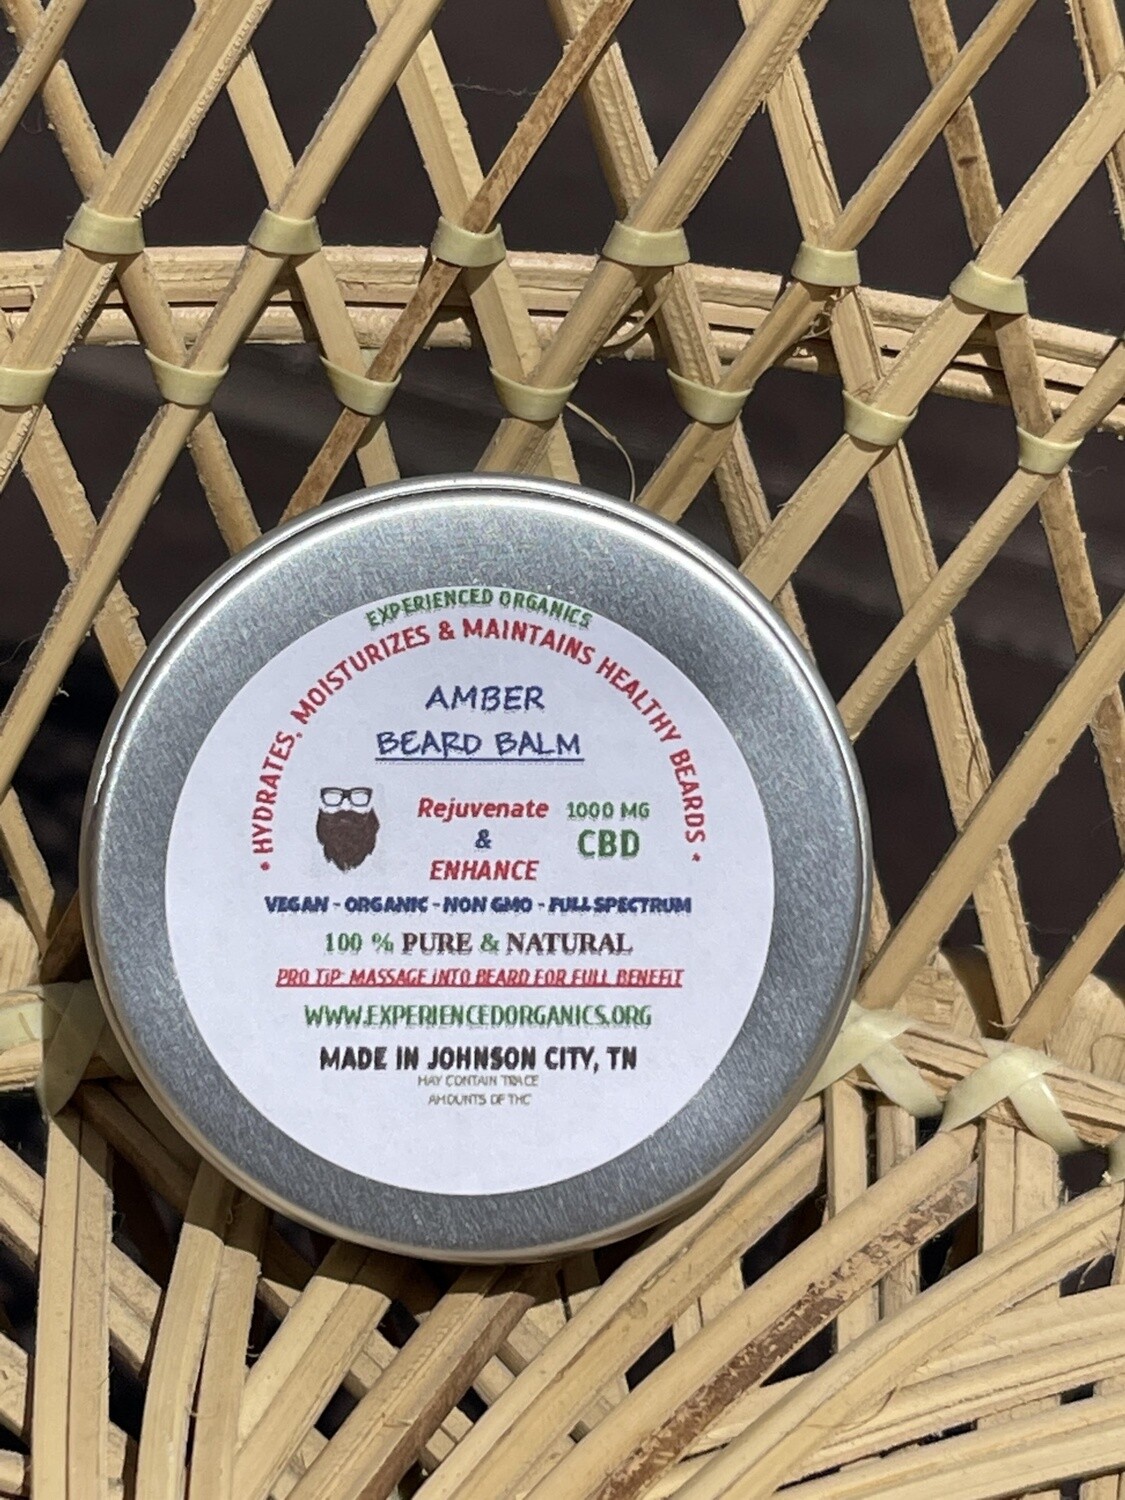 EXPERIENCED ORGANICS
• HYDRATES, MOISTURIZES & MAINTAINS HEALTHY BEARDS •
AMBER
BEARD BALM
Rejuvenate
&
ENHANCE
1000 MG
CBD
VEGAN - ORGANIC - NON GMO - FULL SPECTRUM
100 % PURE & NATURAL
PRO TIP: MASSAGE INTO BEARD FOR FULL BENEFIT
WWW.EXPERIENCEDORGANICS.ORG
MADE IN JOHNSON CITY, TN
MAY CONTAIN TRACE
AMOUNTS OF THC